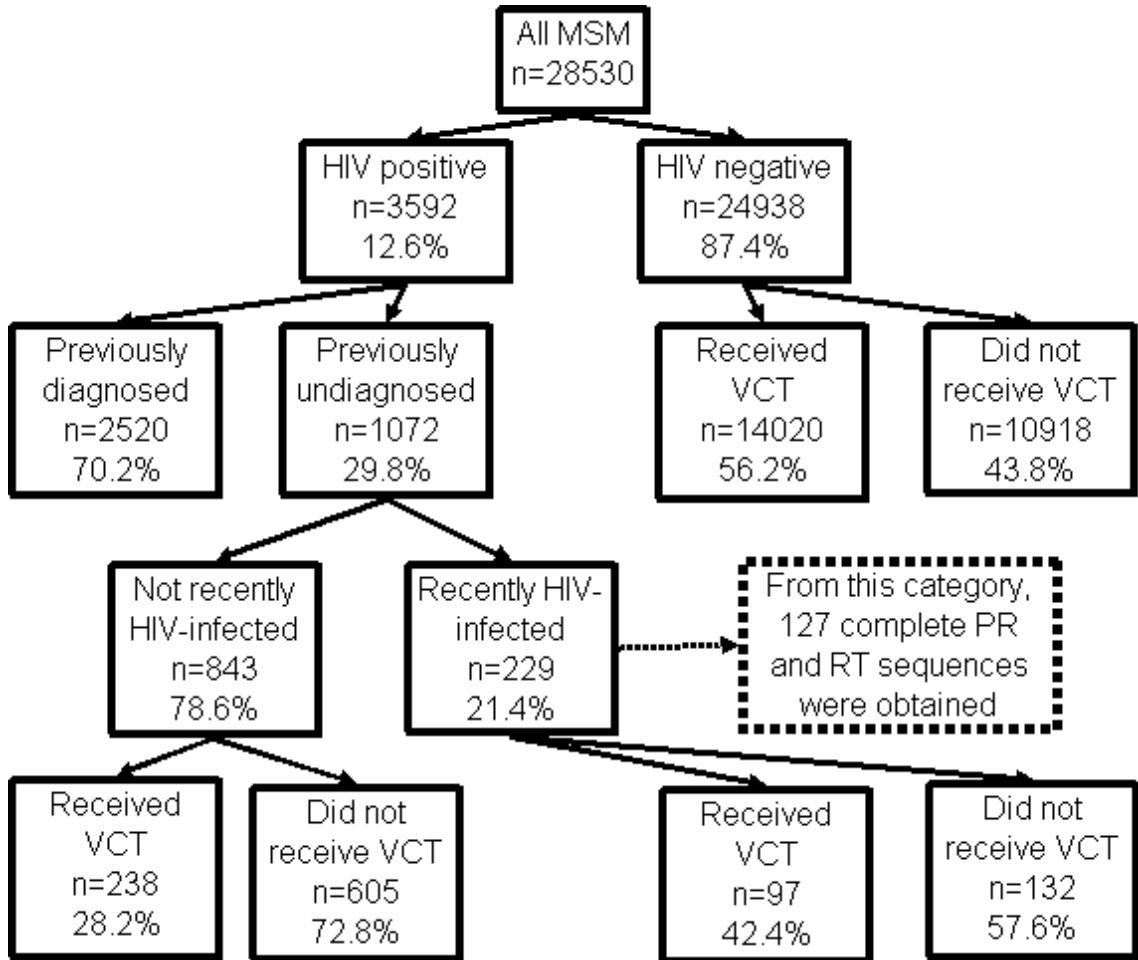 All MSM
n=28530
HIV positive
n=3592
12.6%
HIV negative
n=24938
87.4%
Previously
diagnosed
n=2520
70.2%
Previously
undiagnosed
n=1072
29.8%
Received
VCT
n=14020
56.2%
Did not
receive VCT
n=10918
43.8%
Not recently
HIV-infected
n=843
78.6%
Recently HIV-
infected
n=229
21.4%
From this category,
127 complete PR
and RT sequences
were obtained
Received
VCT
n=238
28.2%
Did not
receive VCT
n=605
72.8%
Received
VCT
n=97
42.4%
Did not
receive VCT
n=132
57.6%